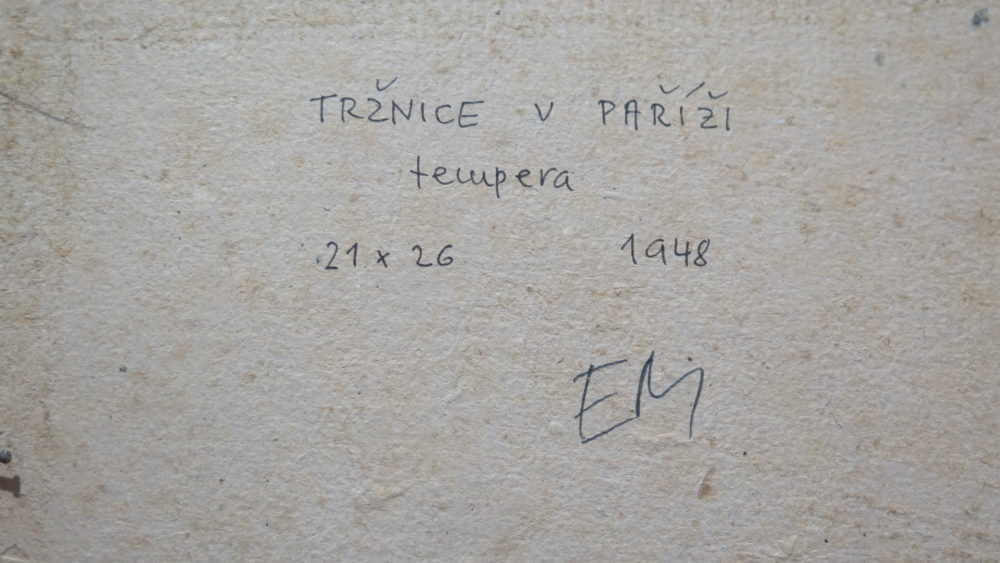 TRŽNICE V PAŘÍŽI
tempera
21 x 26 1948
EM